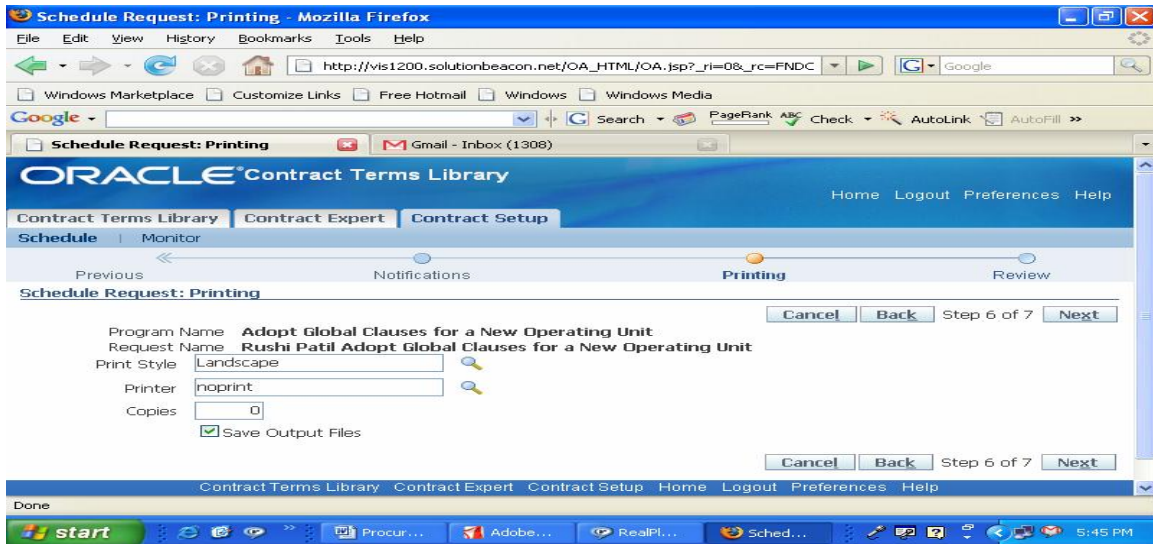 Schedule Request: Printing - Mozilla Firefox
File Edit View History Bookmarks Tools Help
http://vis1200.solutionbeacon.net/OA_HTML/OA.jsp?_ri=0&_rc=FNDC Google
Windows Marketplace Customize Links Free Hotmail Windows Windows Media
Google Search PageRank ABC Check AutoLink AutoFill
Schedule Request: Printing Gmail - Inbox (1308)
ORACLE Contract Terms Library
Home Logout Preferences Help
Contract Terms Library Contract Expert Contract Setup
Schedule | Monitor
Previous Notifications Printing Review
Schedule Request: Printing
Cancel Back Step 6 of 7 Next
Program Name Adopt Global Clauses for a New Operating Unit
Request Name Rushi Patil Adopt Global Clauses for a New Operating Unit
Print Style Landscape
Printer noprint
Copies 0
Save Output Files
Cancel Back Step 6 of 7 Next
Contract Terms Library Contract Expert Contract Setup Home Logout Preferences Help
Done
start Procur... Adobe... RealPl... Sched... 5:45 PM